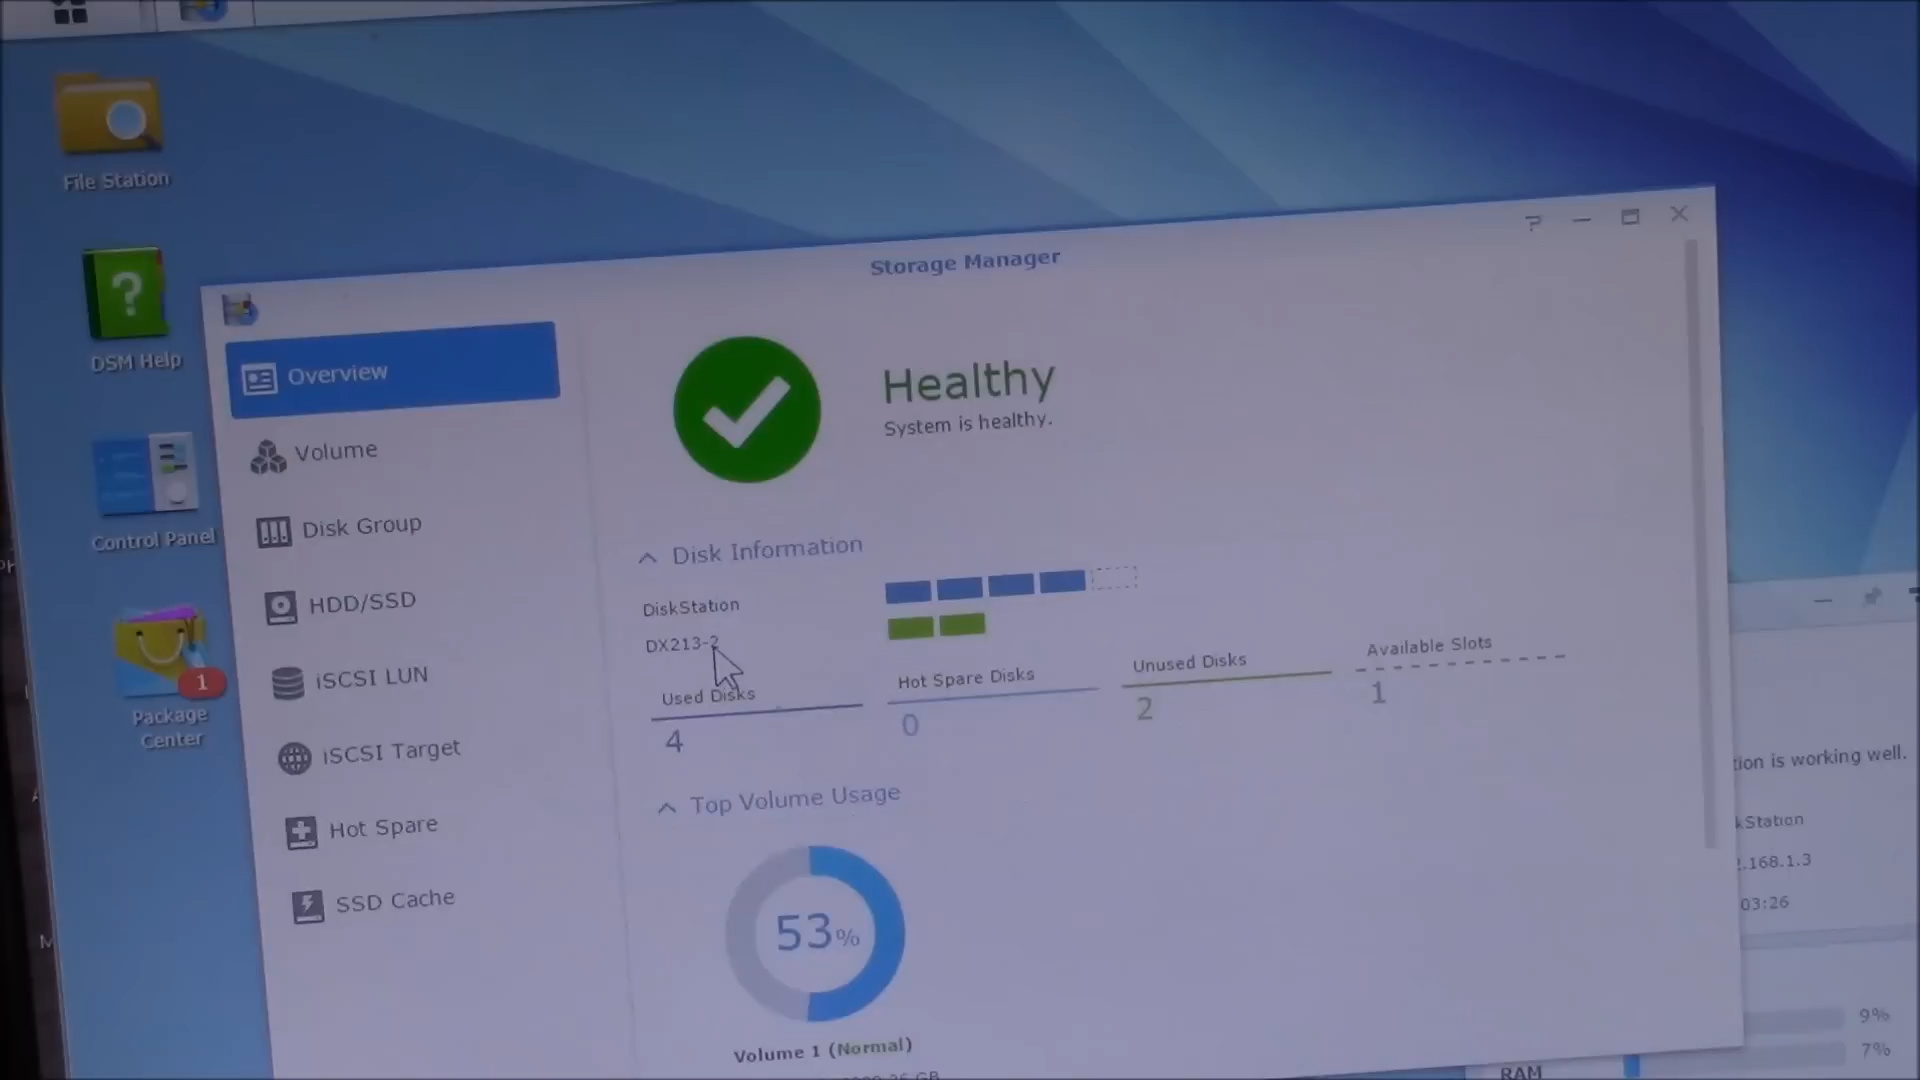 File Station
DSM Help
Control Panel
1
Package
Center
Storage Manager
Overview
Volume
Disk Group
HDD/SSD
iSCSI LUN
iSCSI Target
Hot Spare
SSD Cache
Healthy
System is healthy.
Disk Information
DiskStation
DX213-2
Used Disks
4
Hot Spare Disks
0
Unused Disks
2
Available Slots
1
Top Volume Usage
53%
Volume 1 (Normal)
GB
is working well.
.168.1.3
03:26
9%
7%
RAM